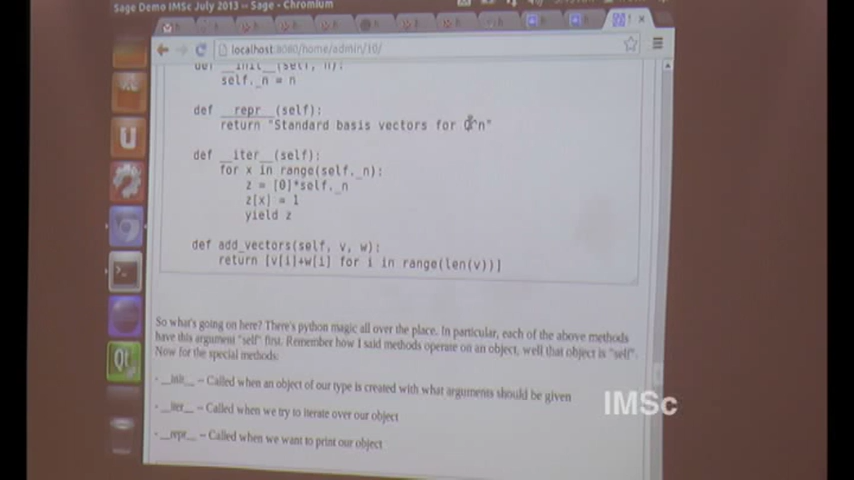 Sage Demo IMSc July 2013 – Sage - Chromium
localhost:8080/home/admin/10/
def __init__(self, n):
self._n = n
def __repr__(self):
return "Standard basis vectors for Q^n"
def __iter__(self):
for x in range(self._n):
z = [0]*self._n
z[x] = 1
yield z
def add_vectors(self, v, w):
return [v[i]+w[i] for i in range(len(v))]
So what's going on here? There's python magic all over the place. In particular, each of the above methods
have this argument "self" first. Remember how I said methods operate on an object, well that object is "self".
Now for the special methods:
- __init__ -- Called when an object of our type is created with what arguments should be given
- __iter__ -- Called when we try to iterate over our object
- __repr__ -- Called when we want to print our object
IMSc
Qt